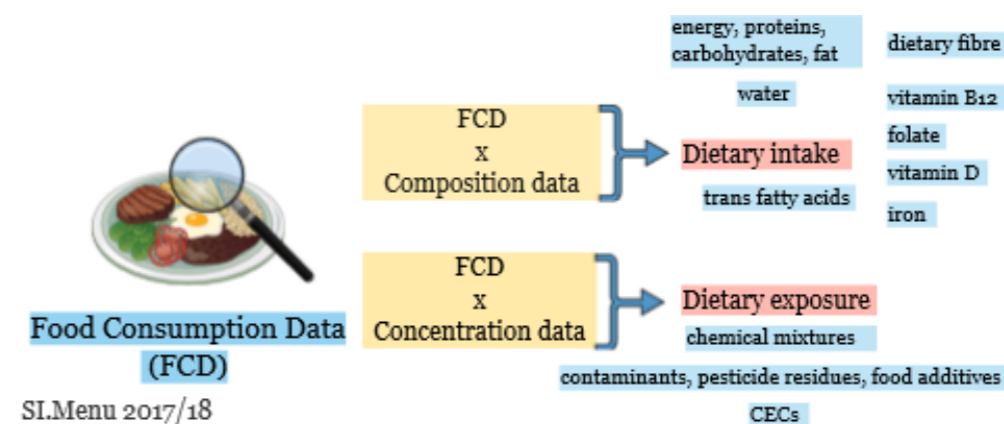 energy, proteins,
carbohydrates, fat
water
dietary fibre
vitamin B12
folate
vitamin D
iron
FCD
x
Composition data
Dietary intake
trans fatty acids
FCD
x
Concentration data
Dietary exposure
chemical mixtures
contaminants, pesticide residues, food additives
CECs
Food Consumption Data
(FCD)
SI.Menu 2017/18